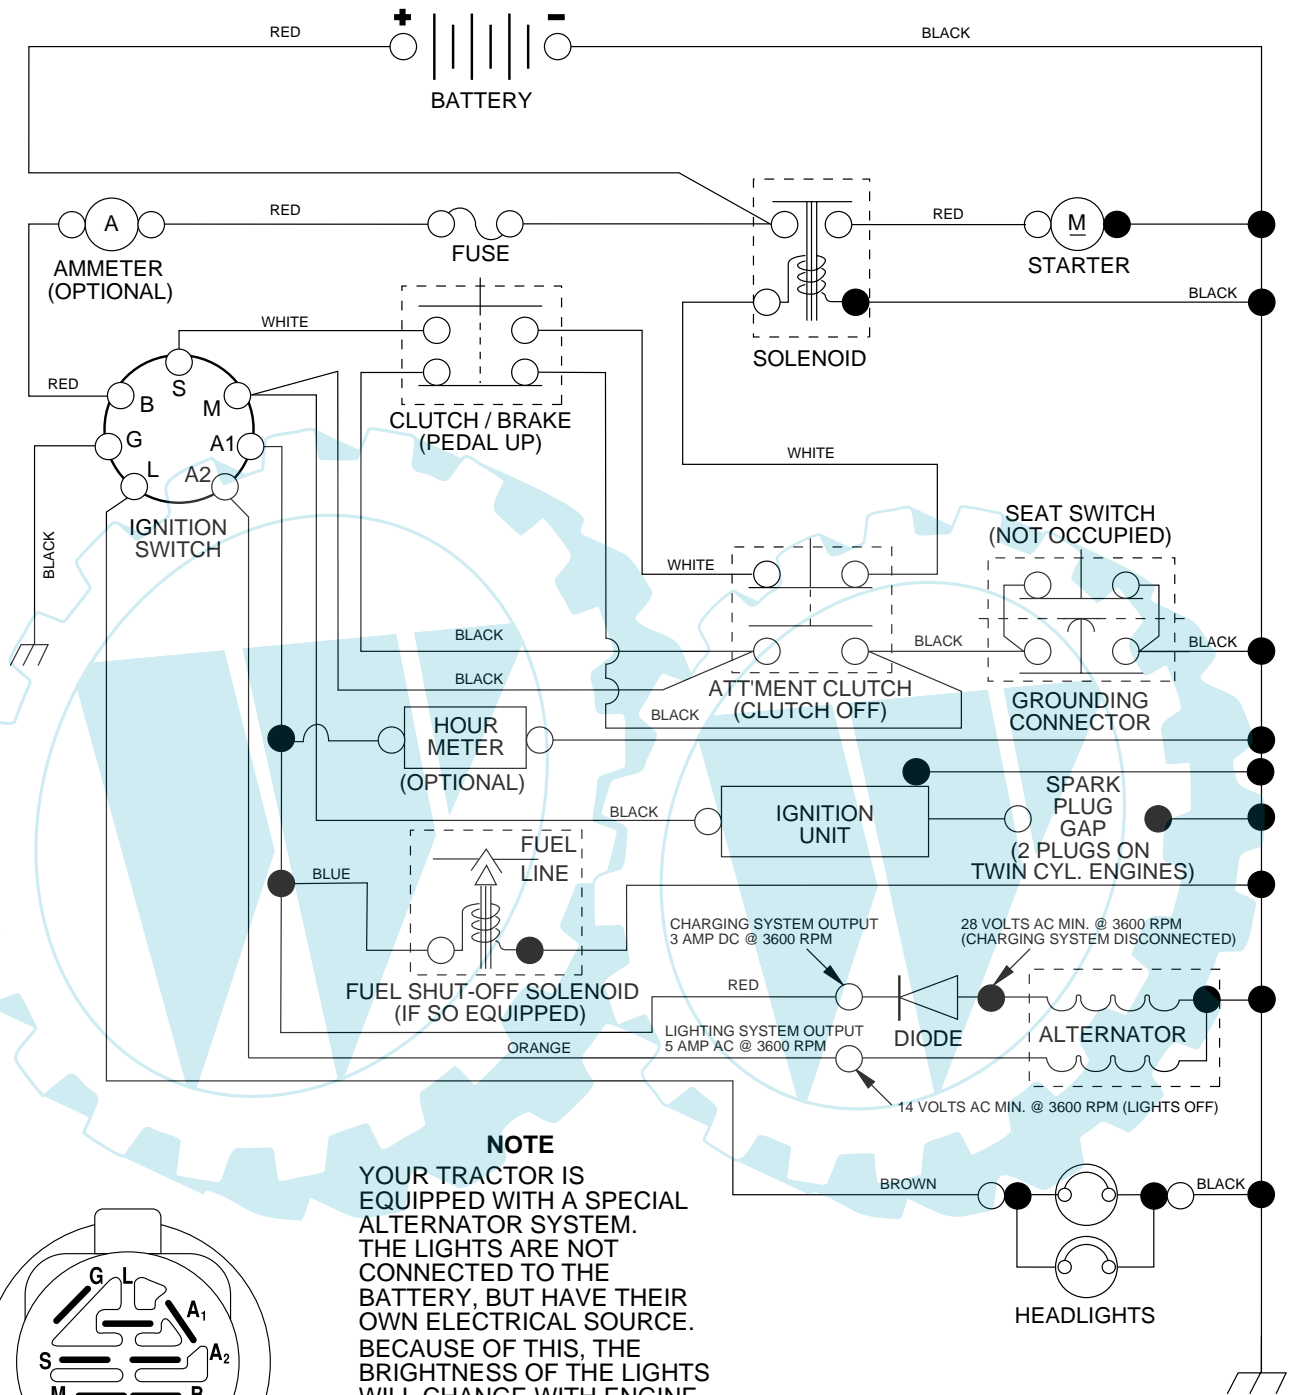 + -
RED
BLACK
BATTERY
RED
RED
A
M
FUSE
AMMETER
(OPTIONAL)
STARTER
BLACK
WHITE
SOLENOID
RED
S
B
M
CLUTCH / BRAKE
(PEDAL UP)
G
A1
L
A2
WHITE
IGNITION
SWITCH
BLACK
SEAT SWITCH
(NOT OCCUPIED)
WHITE
BLACK
BLACK
BLACK
BLACK
ATT'MENT CLUTCH
(CLUTCH OFF)
BLACK
GROUNDING
CONNECTOR
HOUR
METER
(OPTIONAL)
BLACK
IGNITION
UNIT
SPARK
PLUG
GAP
(2 PLUGS ON
TWIN CYL. ENGINES)
FUEL
LINE
BLUE
CHARGING SYSTEM OUTPUT
3 AMP DC @ 3600 RPM
28 VOLTS AC MIN. @ 3600 RPM
(CHARGING SYSTEM DISCONNECTED)
FUEL SHUT-OFF SOLENOID
(IF SO EQUIPPED)
RED
DIODE
ALTERNATOR
LIGHTING SYSTEM OUTPUT
5 AMP AC @ 3600 RPM
ORANGE
14 VOLTS AC MIN. @ 3600 RPM (LIGHTS OFF)
NOTE
YOUR TRACTOR IS
EQUIPPED WITH A SPECIAL
ALTERNATOR SYSTEM.
THE LIGHTS ARE NOT
CONNECTED TO THE
BATTERY, BUT HAVE THEIR
OWN ELECTRICAL SOURCE.
BECAUSE OF THIS, THE
BRIGHTNESS OF THE LIGHTS
WILL CHANGE WITH ENGINE
BROWN
BLACK
HEADLIGHTS
G L
A1
S
A2
M
B